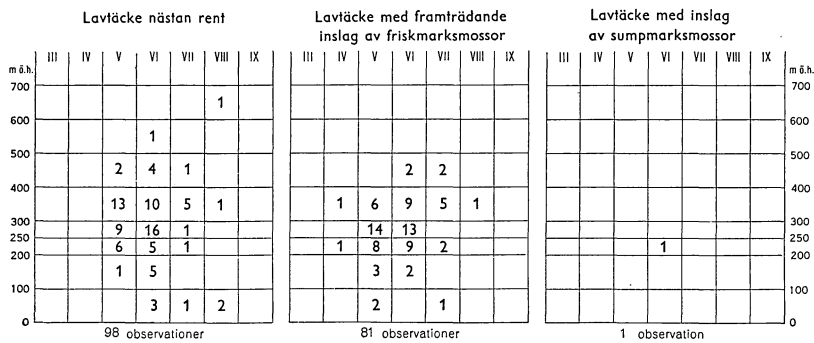 Lavtäcke nästan rent
Lavtäcke med framträdande
inslag av friskmarksmossor
Lavtäcke med inslag
av sumpmarksmossor
m ö.h. III IV V VI VII VIII IX III IV V VI VII VIII IX III IV V VI VII VIII IX m ö.h.
700 700
1
600 600
1
500 500
2 4 1 2 2
400 400
13 10 5 1 1 6 9 5 1
300 300
9 16 1 14 13
250 250
6 5 1 1 8 9 2 1
200 200
1 5 3 2
100 100
3 1 2 2 1
0 0
98 observationer 81 observationer 1 observation